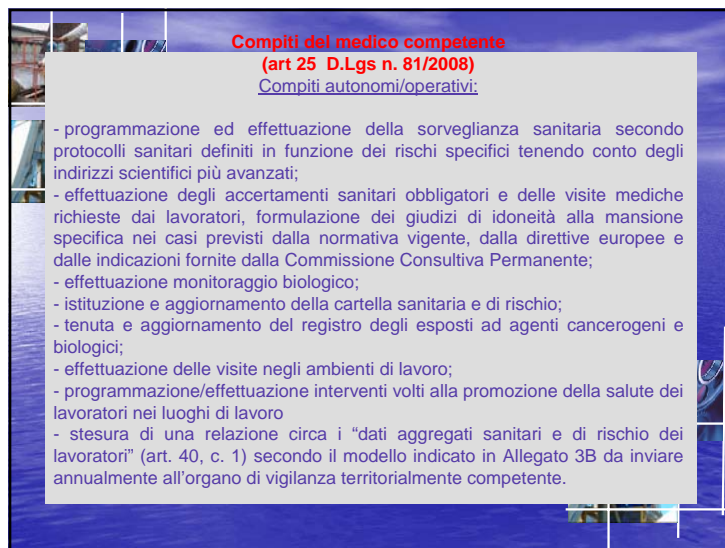 Compiti del medico competente
(art 25 D.Lgs n. 81/2008)
Compiti autonomi/operativi:
- programmazione ed effettuazione della sorveglianza sanitaria secondo
protocolli sanitari definiti in funzione dei rischi specifici tenendo conto degli
indirizzi scientifici più avanzati;
- effettuazione degli accertamenti sanitari obbligatori e delle visite mediche
richieste dai lavoratori, formulazione dei giudizi di idoneità alla mansione
specifica nei casi previsti dalla normativa vigente, dalla direttive europee e
dalle indicazioni fornite dalla Commissione Consultiva Permanente;
- effettuazione monitoraggio biologico;
- istituzione e aggiornamento della cartella sanitaria e di rischio;
- tenuta e aggiornamento del registro degli esposti ad agenti cancerogeni e
biologici;
- effettuazione delle visite negli ambienti di lavoro;
- programmazione/effettuazione interventi volti alla promozione della salute dei
lavoratori nei luoghi di lavoro
- stesura di una relazione circa i “dati aggregati sanitari e di rischio dei
lavoratori” (art. 40, c. 1) secondo il modello indicato in Allegato 3B da inviare
annualmente all’organo di vigilanza territorialmente competente.